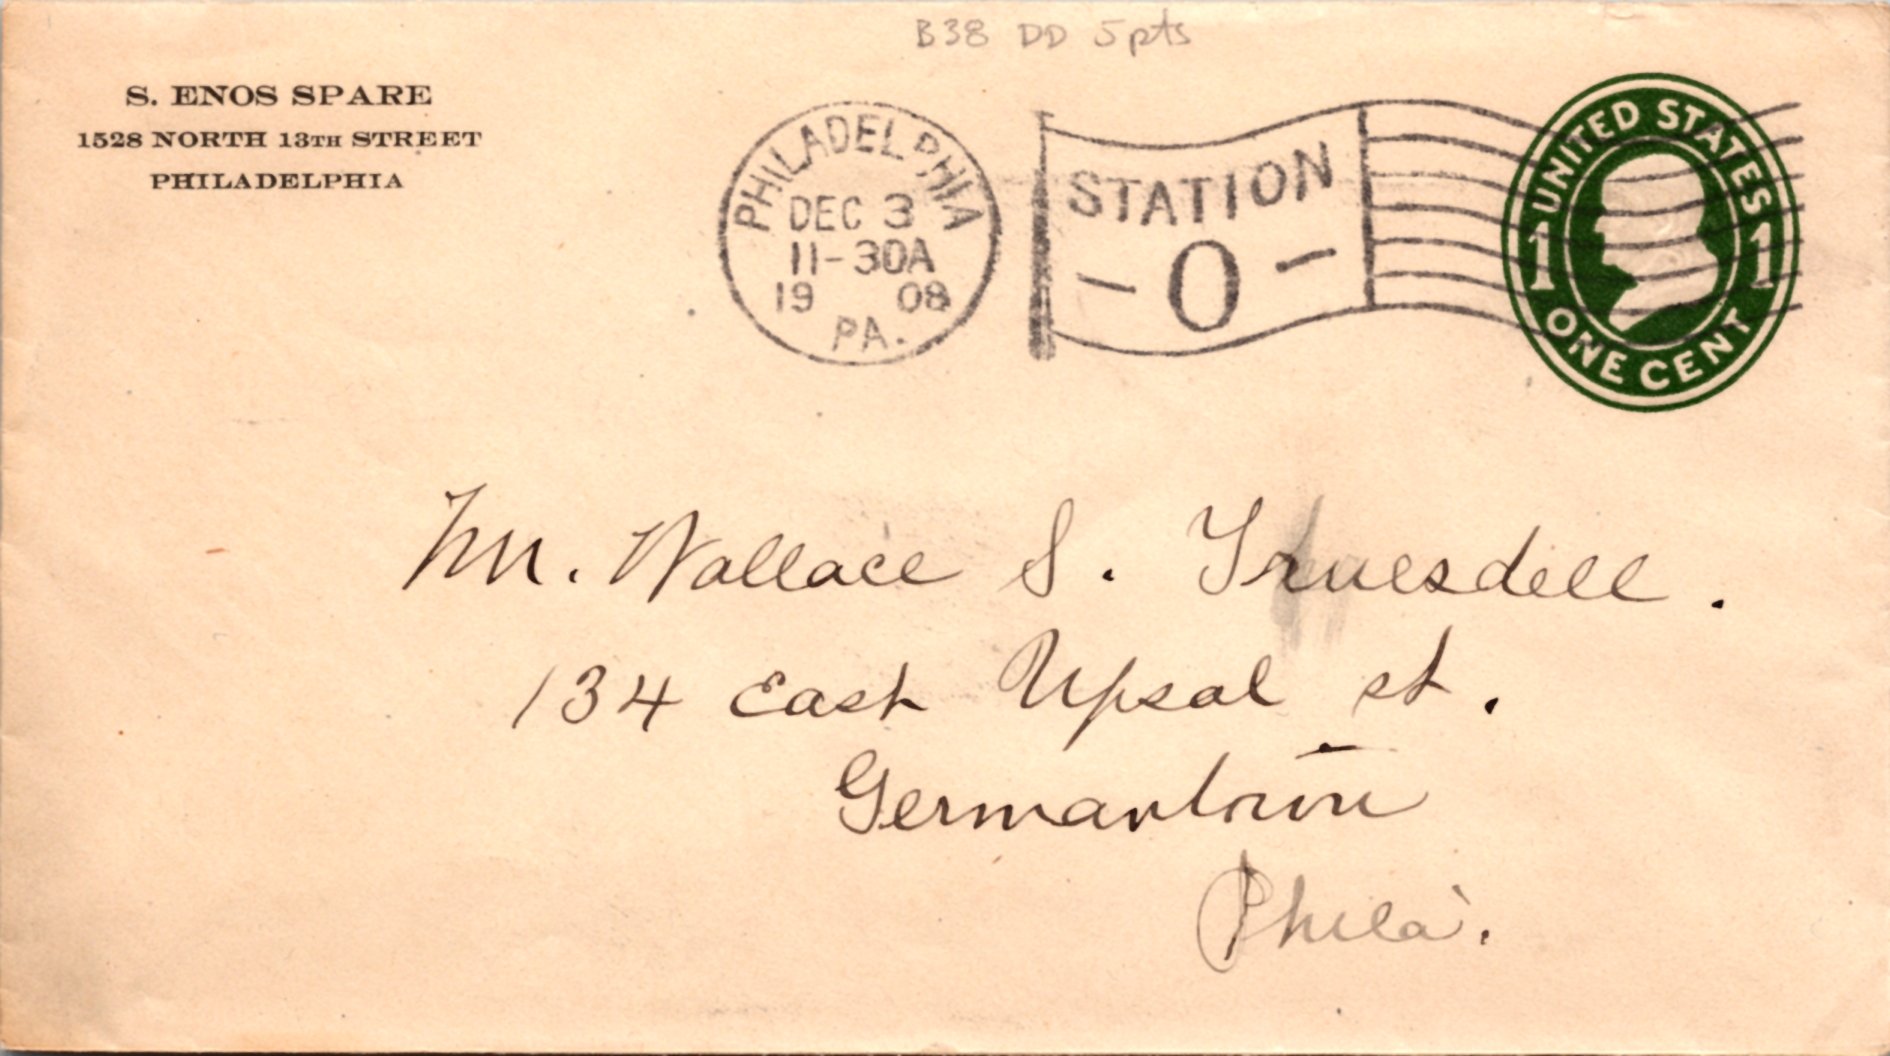 B38 DD 5pts
S. ENOS SPARE
1528 NORTH 13TH STREET
PHILADELPHIA
PHILADELPHIA
DEC 3
11-30A
19 08
PA.
STATION
- O -
UNITED STATES
1 1
ONE CENT
Mr. Wallace S. Truesdell.
134 East Upsal st.
Germantown
Phila.